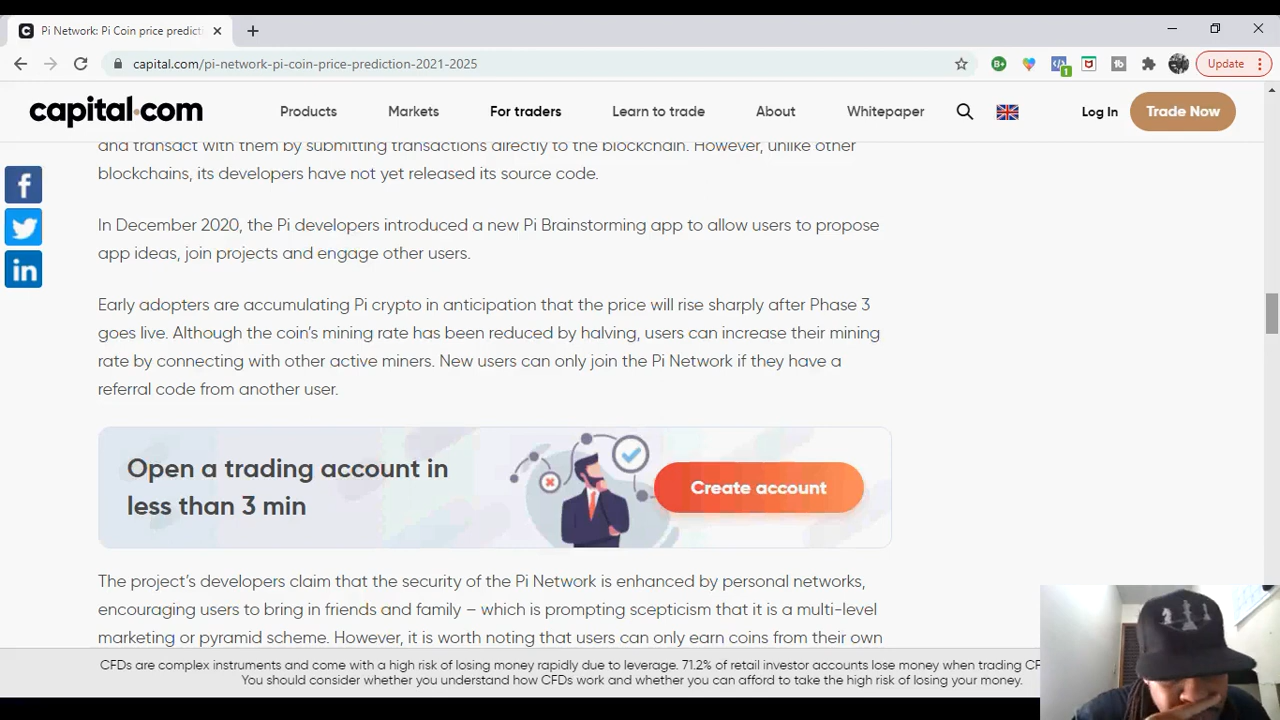 Pi Network: Pi Coin price predict
capital.com/pi-network-pi-coin-price-prediction-2021-2025
Update
capital.com
Products
Markets
For traders
Learn to trade
About
Whitepaper
Log In
Trade Now
and transact with them by submitting transactions directly to the blockchain. However, unlike other
blockchains, its developers have not yet released its source code.
In December 2020, the Pi developers introduced a new Pi Brainstorming app to allow users to propose
app ideas, join projects and engage other users.
Early adopters are accumulating Pi crypto in anticipation that the price will rise sharply after Phase 3
goes live. Although the coin's mining rate has been reduced by halving, users can increase their mining
rate by connecting with other active miners. New users can only join the Pi Network if they have a
referral code from another user.
Open a trading account in
less than 3 min
Create account
The project's developers claim that the security of the Pi Network is enhanced by personal networks,
encouraging users to bring in friends and family – which is prompting scepticism that it is a multi-level
marketing or pyramid scheme. However, it is worth noting that users can only earn coins from their own
CFDs are complex instruments and come with a high risk of losing money rapidly due to leverage. 71.2% of retail investor accounts lose money when trading
You should consider whether you understand how CFDs work and whether you can afford to take the high risk of losing your money.